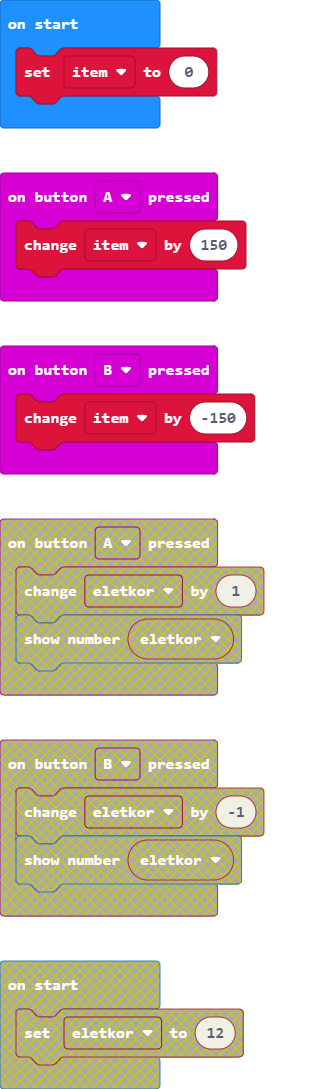 on start
set item to 0
on button A pressed
change item by 150
on button B pressed
change item by -150
on button A pressed
change eletkor by 1
show number eletkor
on button B pressed
change eletkor by -1
show number eletkor
on start
set eletkor to 12